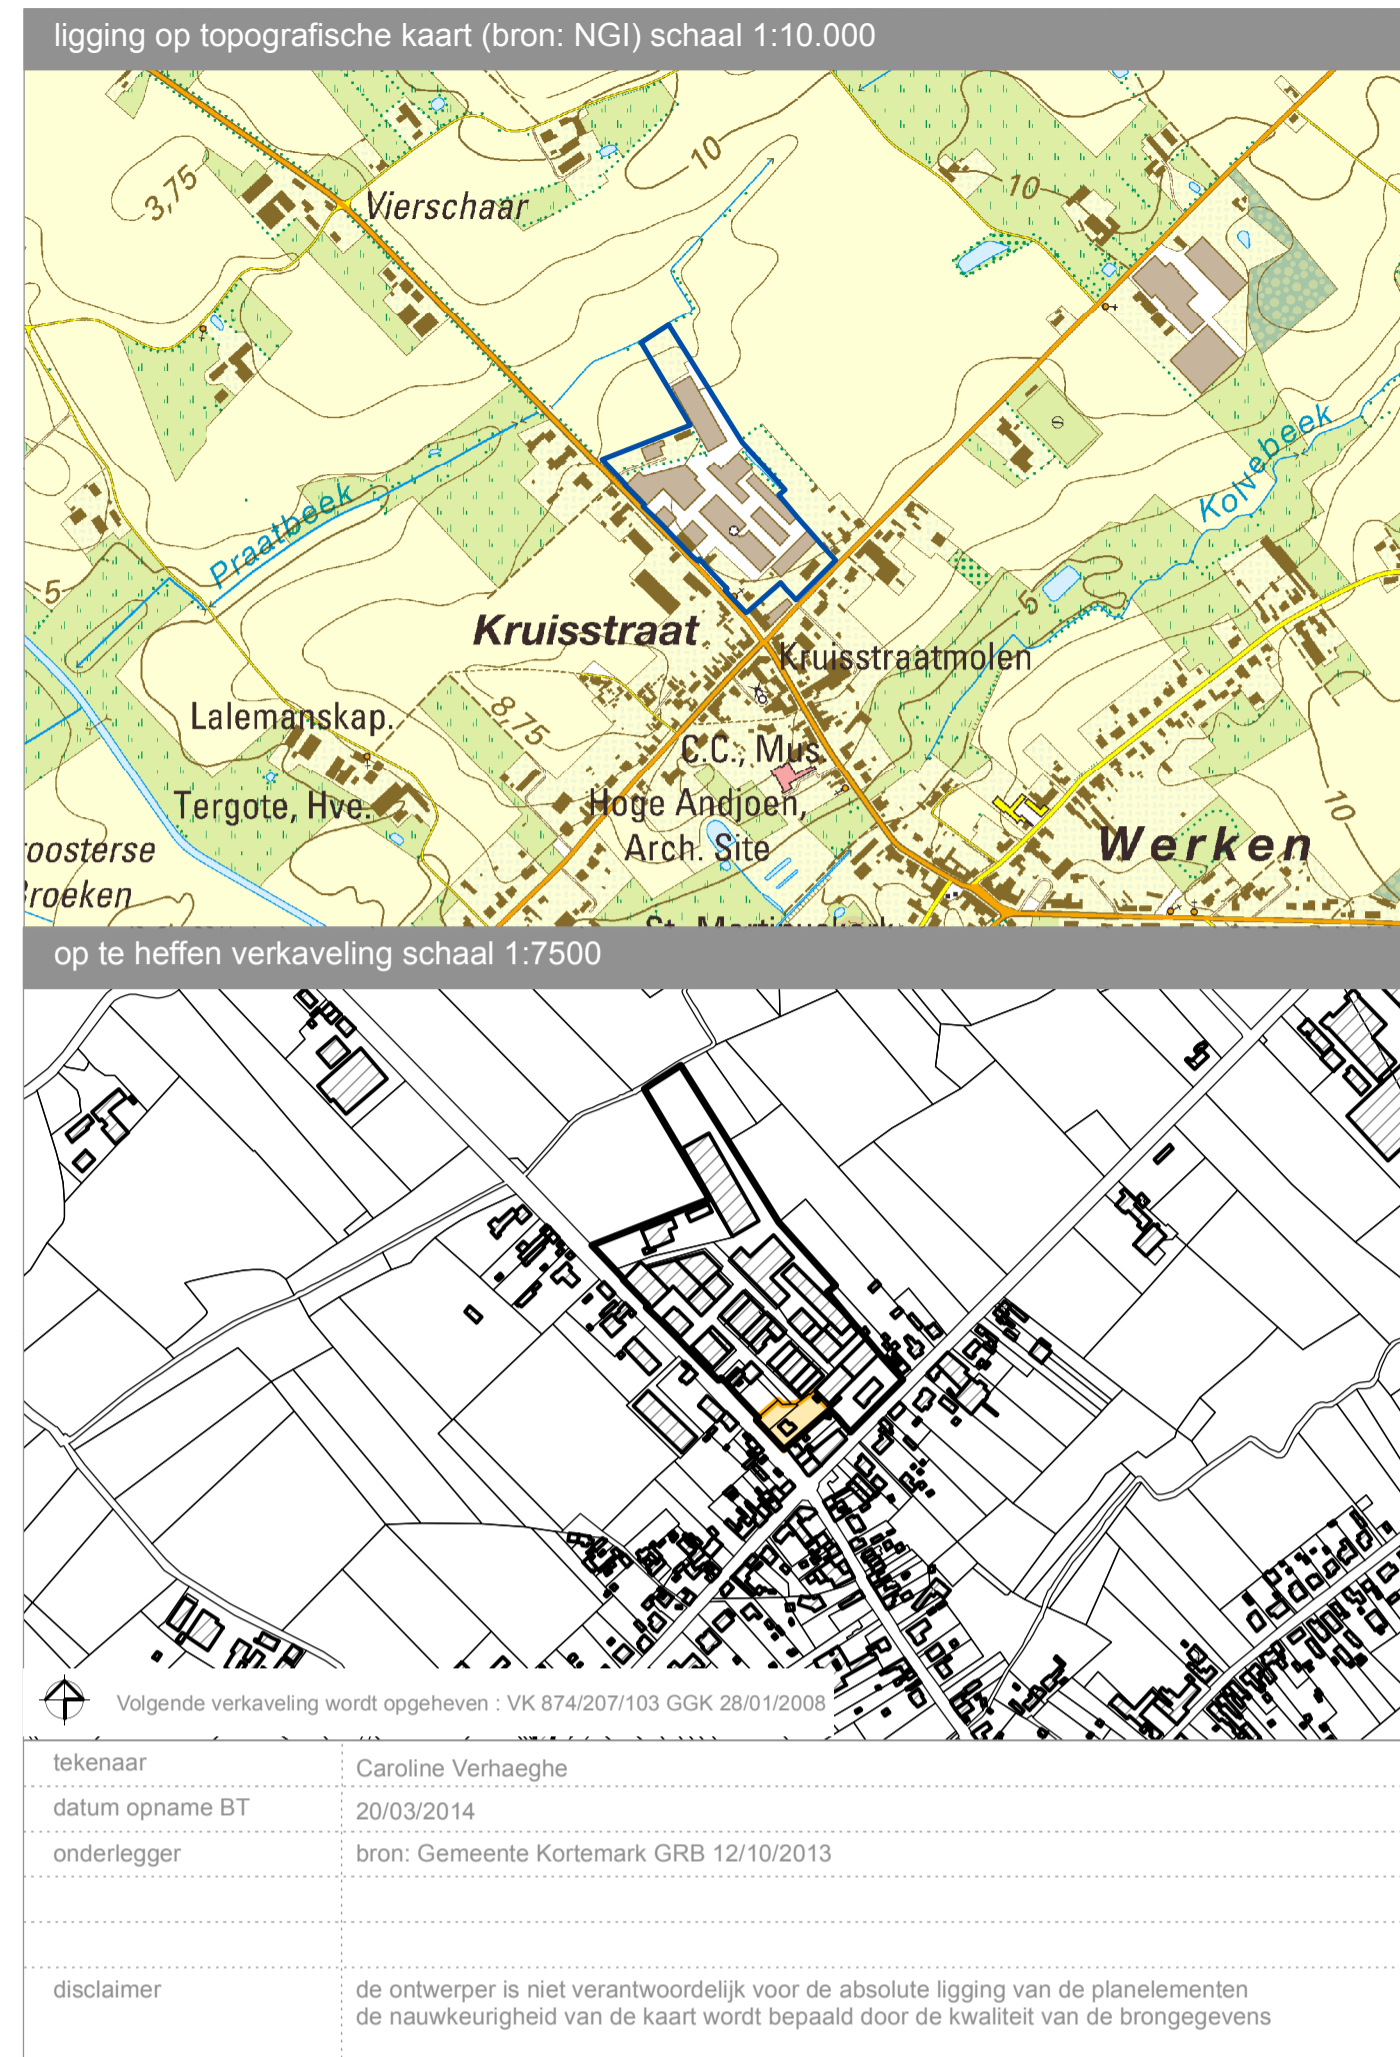 ligging op topografische kaart (bron: NGI) schaal 1:10.000
10
3,75
Vierschaar
10
Kolvebeek
Praatbeek
5
5
Kruisstraat
Kruisstraatmolen
Lalemanskap.
8,75
C.C., Mus.
Tergote, Hve.
Hoge Andjoen,
10
Arch. Site
Werken
oosterse
roeken
op te heffen verkaveling schaal 1:7500
Volgende verkaveling wordt opgeheven : VK 874/207/103 GGK 28/01/2008
tekenaar Caroline Verhaeghe
datum opname BT 20/03/2014
onderlegger bron: Gemeente Kortemark GRB 12/10/2013
disclaimer de ontwerper is niet verantwoordelijk voor de absolute ligging van de planelementen
de nauwkeurigheid van de kaart wordt bepaald door de kwaliteit van de brongegevens